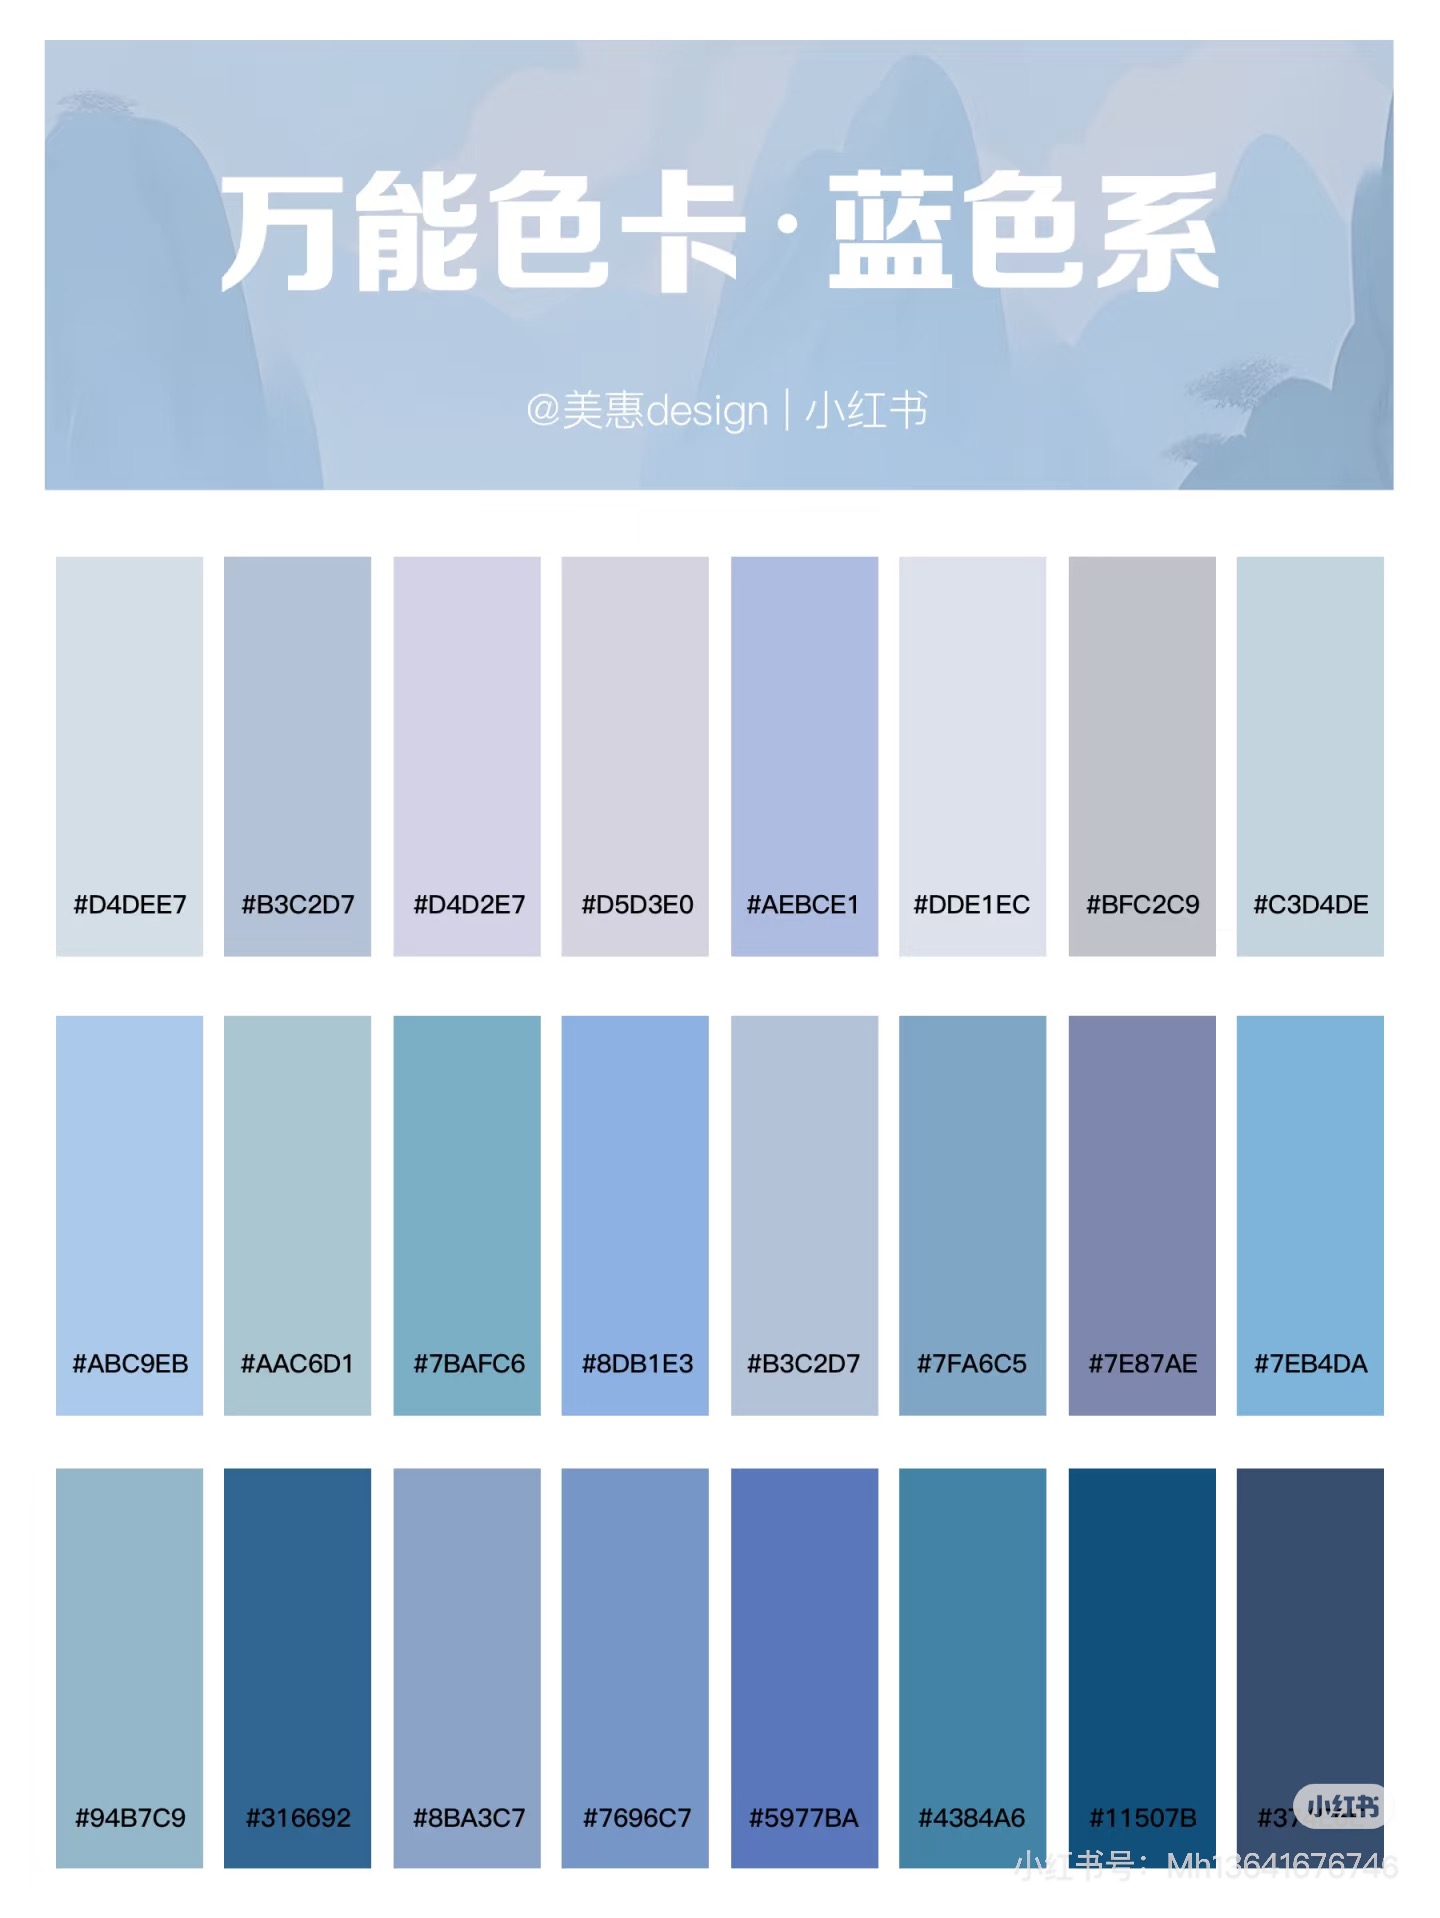 万能色卡·蓝色系
@美惠design | 小红书
#D4DEE7 #B3C2D7 #D4D2E7 #D5D3E0 #AEBCE1 #DDE1EC #BFC2C9 #C3D4DE
#ABC9EB #AAC6D1 #7BAFC6 #8DB1E3 #B3C2D7 #7FA6C5 #7E87AE #7EB4DA
#94B7C9 #316692 #8BA3C7 #7696C7 #5977BA #4384A6 #11507B
小红书
小红书号：Mh13641676746